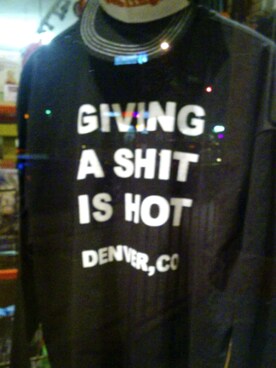 GIVING
A SHIT
IS HOT
DENVER, CO